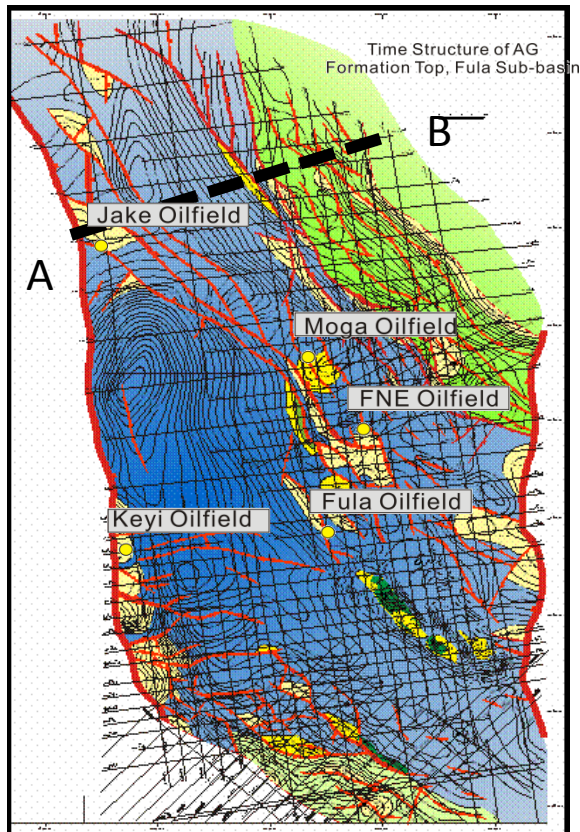 Time Structure of AG
Formation Top, Fula Sub-basin
B
Jake Oilfield
A
Moga Oilfield
FNE Oilfield
Fula Oilfield
Keyi Oilfield